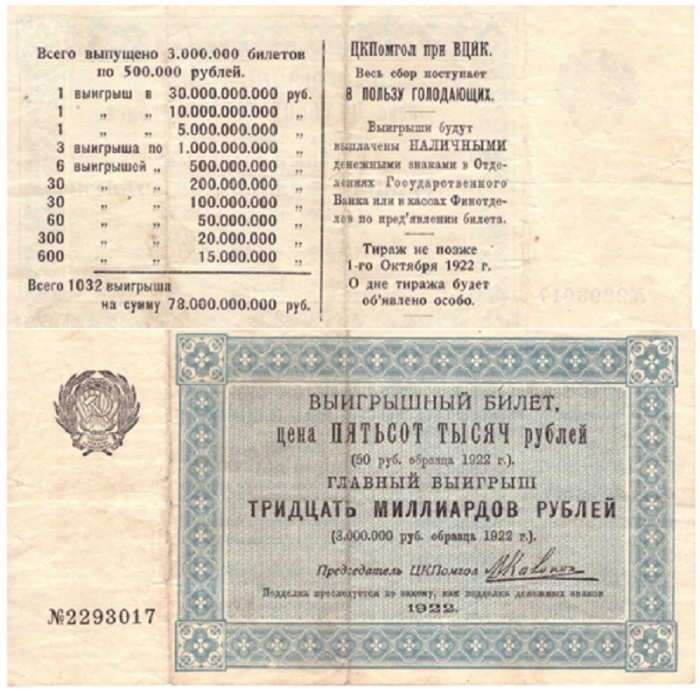 Всего выпущено 3.000.000 билетов
по 500.000 рублей.
1 выигрыш в 30.000.000.000 руб.
1 „ „ 10.000.000.000 „
1 „ „ 5.000.000.000 „
3 выигрыша по 1.000.000.000 „
6 выигрышей „ 500.000.000 „
30 „ „ 200.000.000 „
30 „ „ 100.000.000 „
60 „ „ 50.000.000 „
300 „ „ 20.000.000 „
600 „ „ 15.000.000 „
Всего 1032 выигрыша
на сумму 78.000.000.000 руб.
ЦКПомгол при ВЦИК.
Весь сбор поступает
В ПОЛЬЗУ ГОЛОДАЮЩИХ.
Выигрыши будут
выплачены НАЛИЧНЫМИ
денежными знаками в Отде-
лениях Государственного
Банка или в кассах Финотде-
лов по пред'явлении билета.
Тираж не позже
1-го Октября 1922 г.
О дне тиража будет
об'явлено особо.
№2293017
ВЫИГРЫШНЫЙ БИЛЕТ,
цена ПЯТЬСОТ ТЫСЯЧ рублей
(50 руб. образца 1922 г.).
ГЛАВНЫЙ ВЫИГРЫШ
ТРИДЦАТЬ МИЛЛИАРДОВ РУБЛЕЙ
(3.000.000 руб. образца 1922 г.).
Председатель ЦКПомгол
Подделка преследуется по закону, как подделка денежных знаков
1922.
№2293017